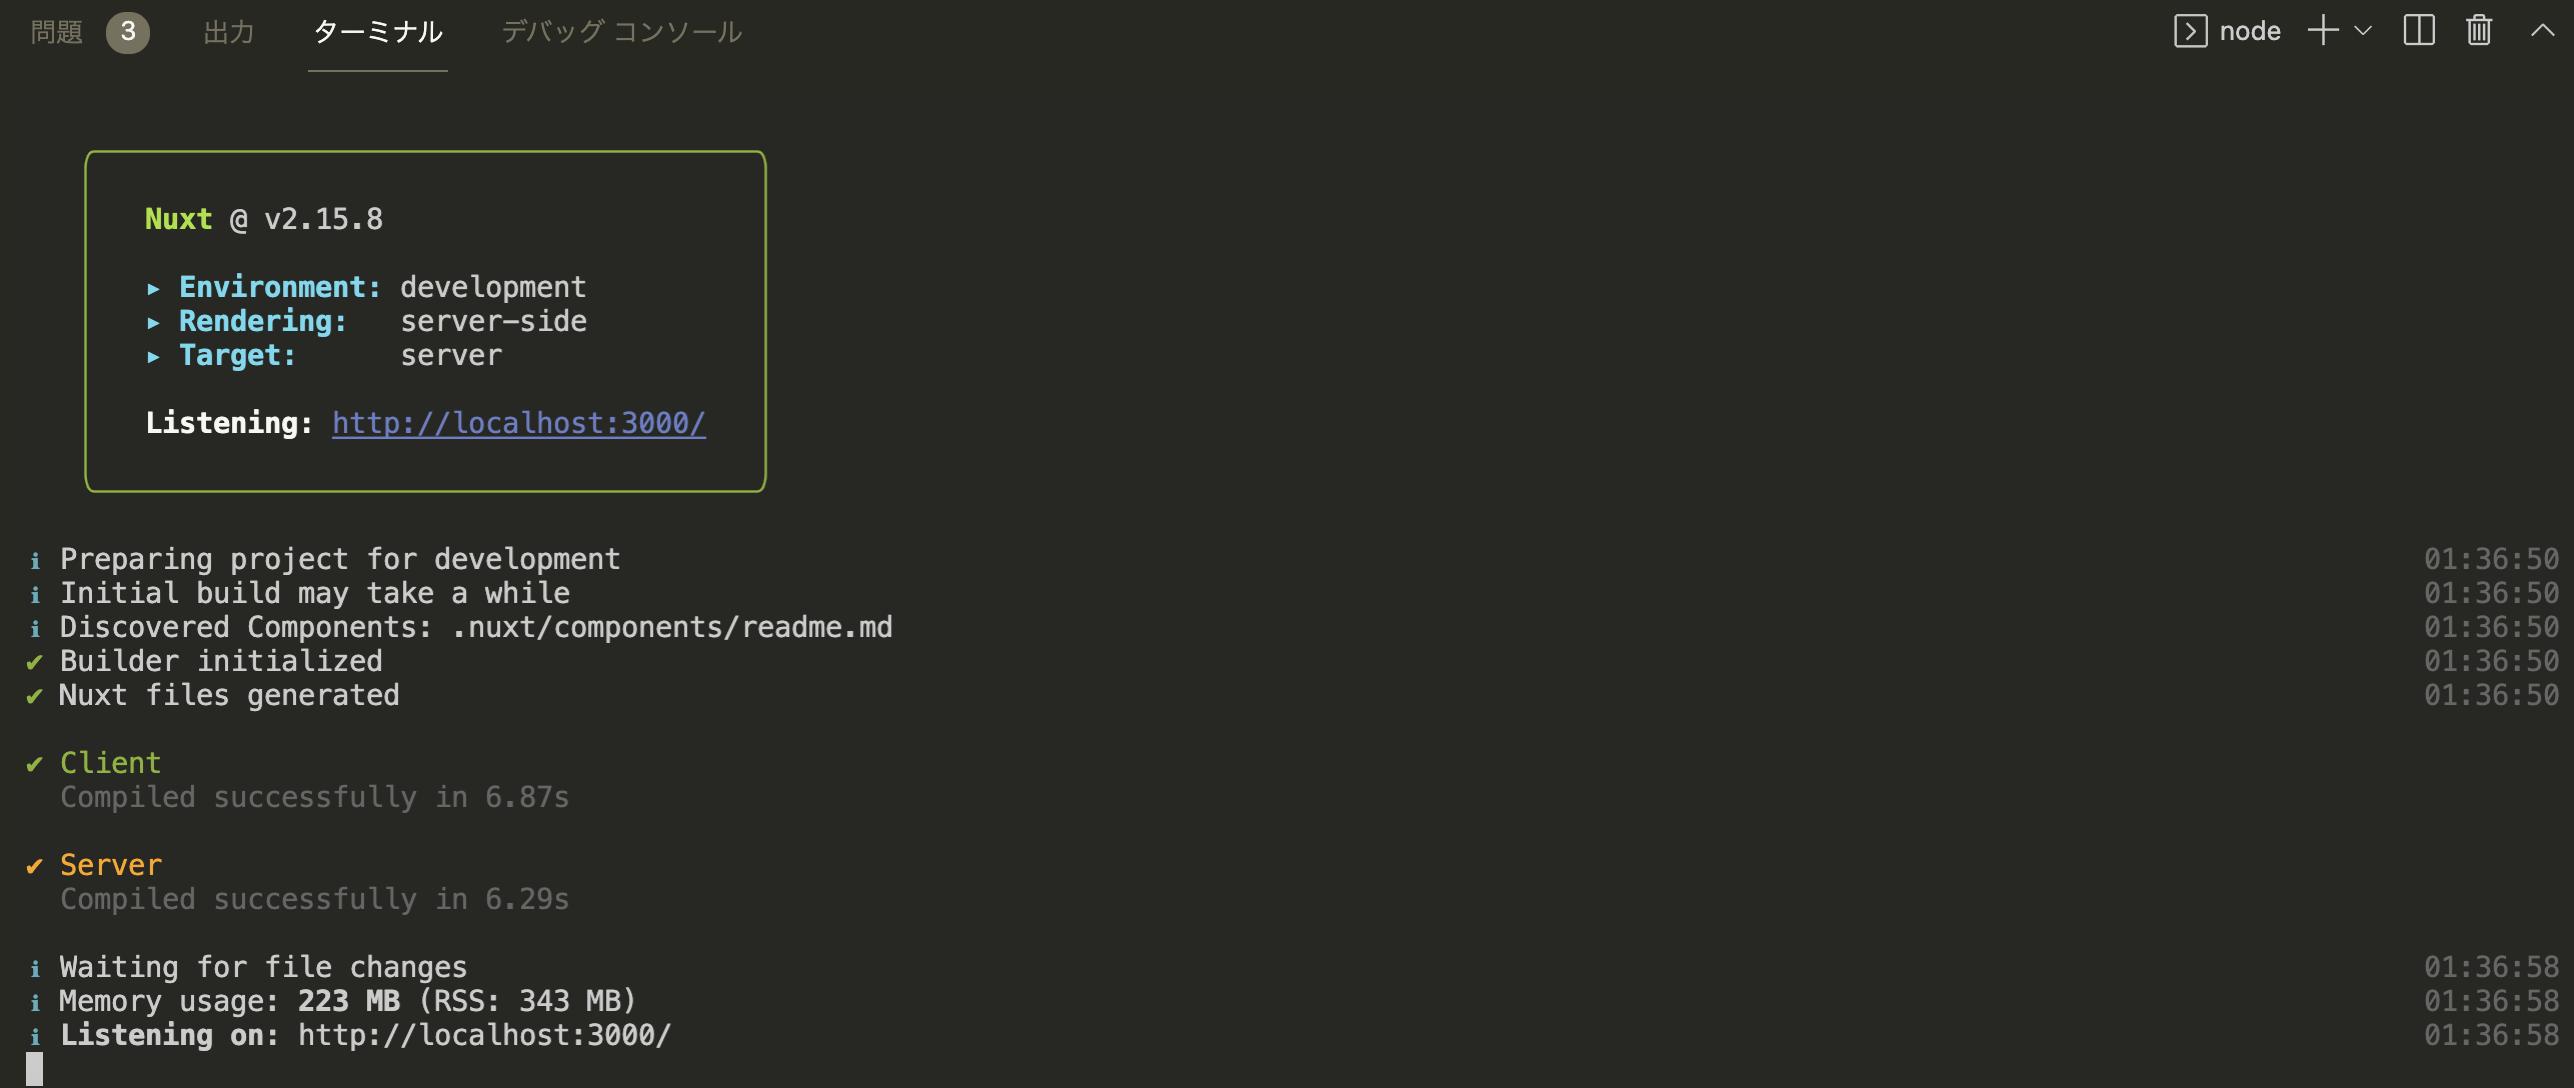 問題 3 出力 ターミナル デバッグ コンソール node
Nuxt @ v2.15.8
▸ Environment: development
▸ Rendering: server-side
▸ Target: server
Listening: http://localhost:3000/
ℹ Preparing project for development 01:36:50
ℹ Initial build may take a while 01:36:50
ℹ Discovered Components: .nuxt/components/readme.md 01:36:50
✔ Builder initialized 01:36:50
✔ Nuxt files generated 01:36:50
✔ Client
Compiled successfully in 6.87s
✔ Server
Compiled successfully in 6.29s
ℹ Waiting for file changes 01:36:58
ℹ Memory usage: 223 MB (RSS: 343 MB) 01:36:58
ℹ Listening on: http://localhost:3000/ 01:36:58